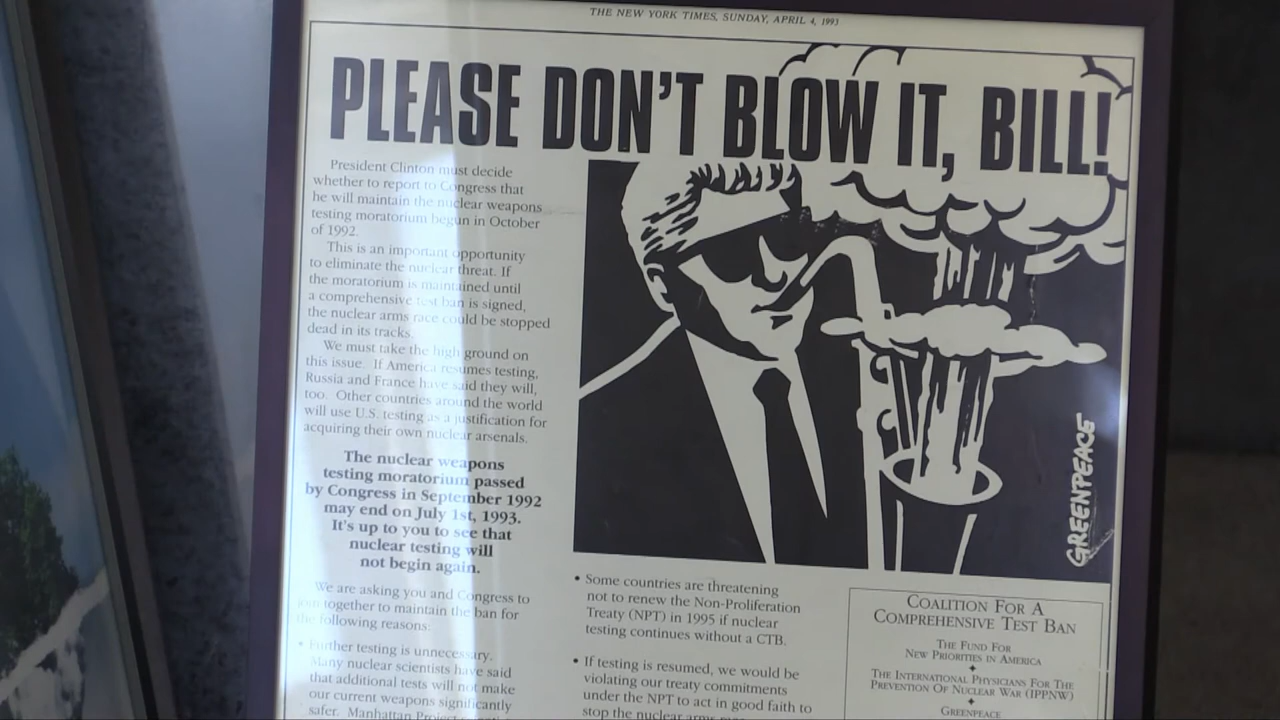 THE NEW YORK TIMES, SUNDAY, APRIL 4, 1993
PLEASE DON'T BLOW IT, BILL!
President Clinton must decide
whether to report to Congress that
he will maintain the nuclear weapons
testing moratorium begun in October
of 1992.
This is an important opportunity
to eliminate the nuclear threat. If
the moratorium is maintained until
a comprehensive test ban is signed,
the nuclear arms race could be stopped
dead in its tracks.
We must take the high ground on
this issue. If America resumes testing,
Russia and France have said they will,
too. Other countries around the world
will use U.S. testing as a justification for
acquiring their own nuclear arsenals.
The nuclear weapons
testing moratorium passed
by Congress in September 1992
may end on July 1st, 1993.
It's up to you to see that
nuclear testing will
not begin again.
We are asking you and Congress to
join together to maintain the ban for
the following reasons:
• Further testing is unnecessary.
Many nuclear scientists have said
that additional tests will not make
our current weapons significantly
safer. Manhattan Project
GREENPEACE
• Some countries are threatening
not to renew the Non-Proliferation
Treaty (NPT) in 1995 if nuclear
testing continues without a CTB.
• If testing is resumed, we would be
violating our treaty commitments
under the NPT to act in good faith to
stop the nuclear arms
COALITION FOR A
COMPREHENSIVE TEST BAN
THE FUND FOR
NEW PRIORITIES IN AMERICA
THE INTERNATIONAL PHYSICIANS FOR THE
PREVENTION OF NUCLEAR WAR (IPPNW)
GREENPEACE